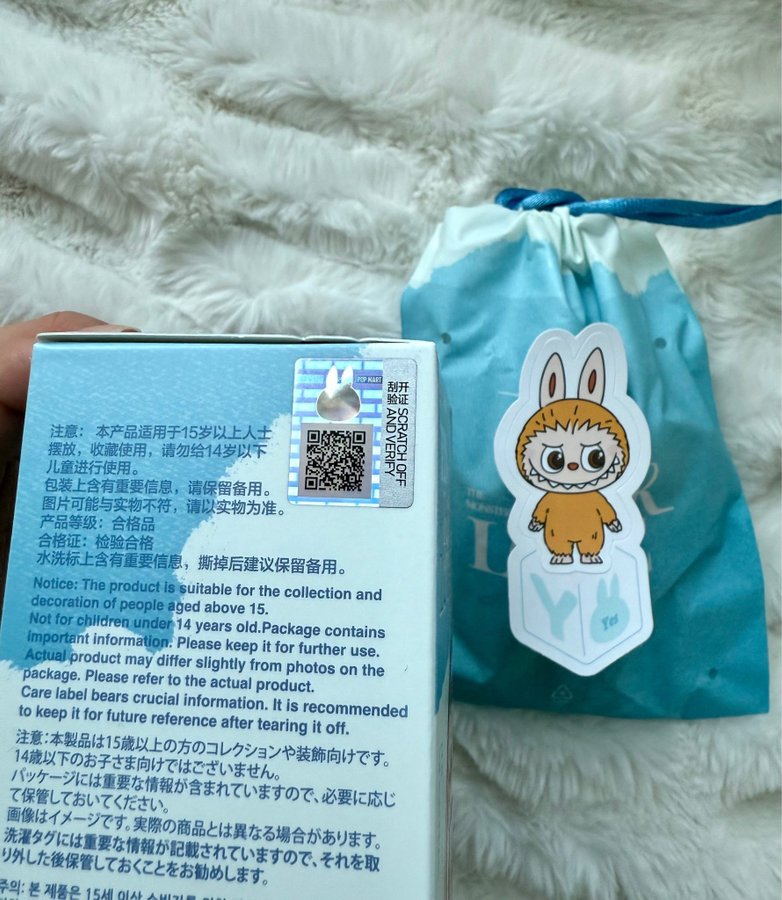 POP MART
开证
刮验 SCRATCH OFF
AND VERIFY
注意: 本产品适用于15岁以上人士
摆放，收藏使用，请勿给14岁以下
儿童进行使用。
包装上含有重要信息，请保留备用。
图片可能与实物不符，请以实物为准。
产品等级：合格品
合格证：检验合格
水洗标上含有重要信息，撕掉后建议保留备用。
Notice: The product is suitable for the collection and
decoration of people aged above 15.
Not for children under 14 years old.Package contains
important information. Please keep it for further use.
Actual product may differ slightly from photos on the
package. Please refer to the actual product.
Care label bears crucial information. It is recommended
to keep it for future reference after tearing it off.
注意：本製品は15歳以上の方のコレクションや装飾向けです。
14歳以下のお子さま向けではございません。
パッケージには重要な情報が含まれていますので、必要に応じ
て保管しておいてください。
画像はイメージです。実際の商品とは異なる場合があります。
洗濯タグには重要な情報が記載されていますので、それを取
り外した後保管しておくことをお勧めします。
주의: 본 제품은 15세 이상
THE
MONSTERS
Y
Yes